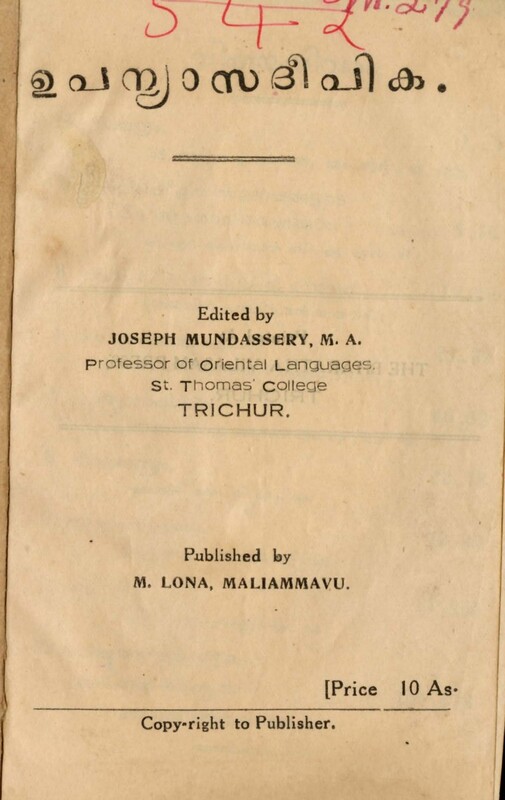 542
ഉപന്യാസദീപിക.
Edited by
JOSEPH MUNDASSERY, M. A.
Professor of Oriental Languages,
St. Thomas' College
TRICHUR.
Published by
M. LONA, MALIAMMAVU.
[Price 10 As·
Copy-right to Publisher.